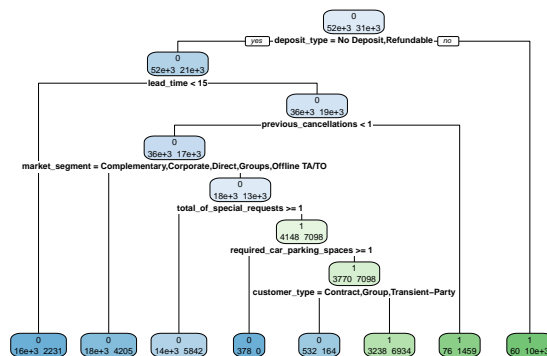 0
52e+3 31e+3
yes deposit_type = No Deposit,Refundable no
0
52e+3 21e+3
lead_time < 15
0
36e+3 19e+3
previous_cancellations < 1
0
36e+3 17e+3
market_segment = Complementary,Corporate,Direct,Groups,Offline TA/TO
0
18e+3 13e+3
total_of_special_requests >= 1
1
4148 7098
required_car_parking_spaces >= 1
1
3770 7098
customer_type = Contract,Group,Transient−Party
0 0 0 0 0 1 1 1
16e+3 2231 18e+3 4205 14e+3 5842 378 0 532 164 3238 6934 76 1459 60 10e+3